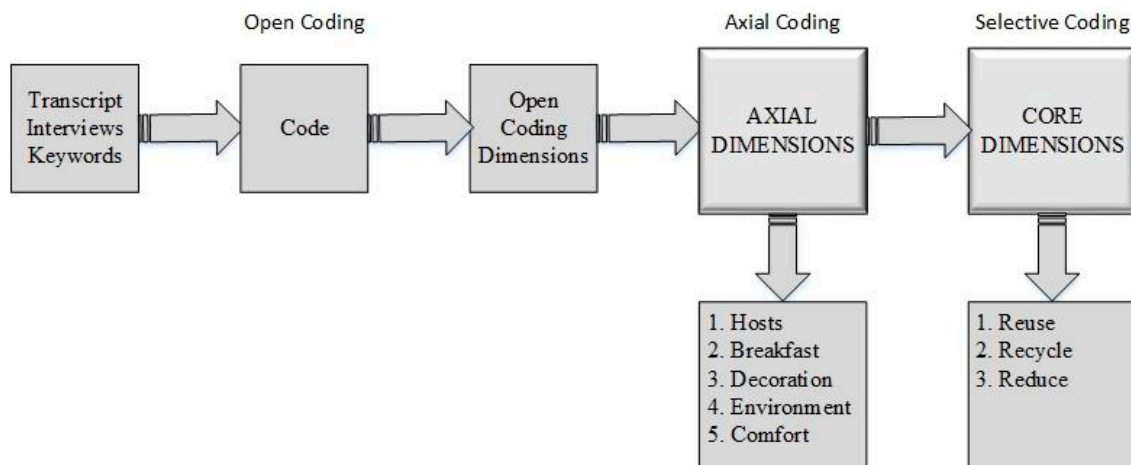 Open Coding
Axial Coding
Selective Coding
Transcript
Interviews
Keywords
Code
Open
Coding
Dimensions
AXIAL
DIMENSIONS
CORE
DIMENSIONS
1. Hosts
2. Breakfast
3. Decoration
4. Environment
5. Comfort
1. Reuse
2. Recycle
3. Reduce